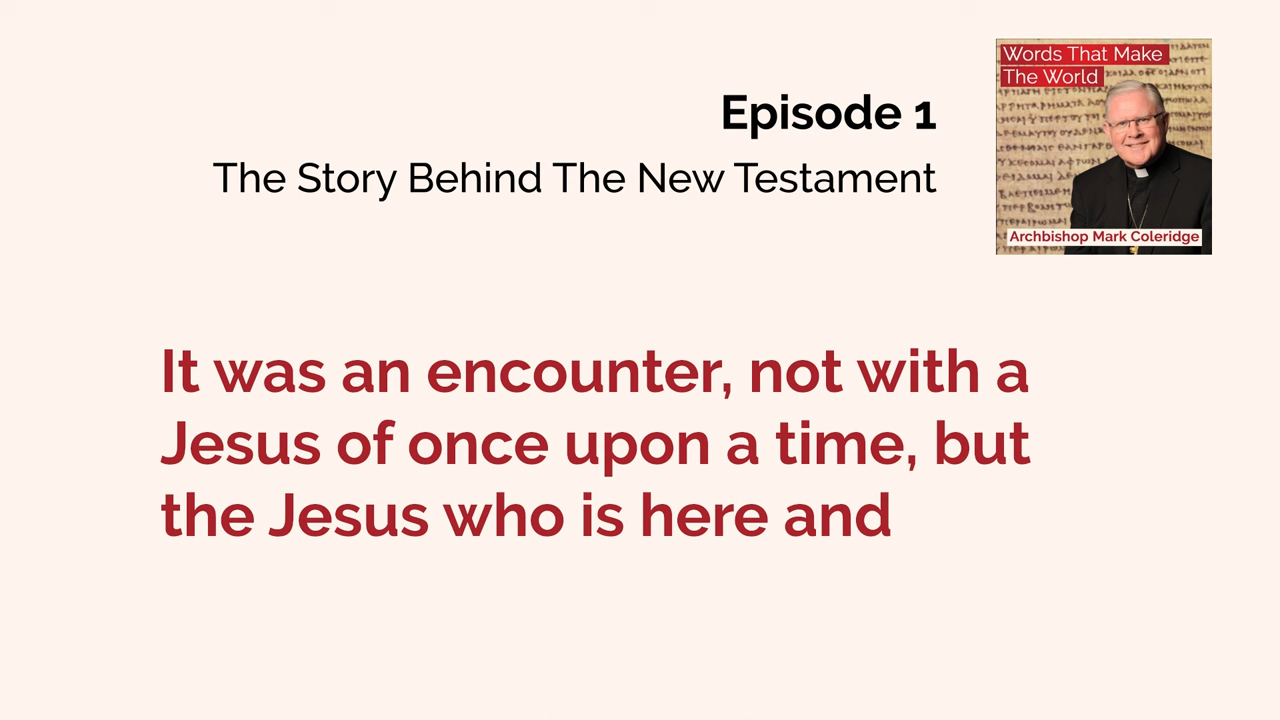 Words That Make
The World
Episode 1
The Story Behind The New Testament
Archbishop Mark Coleridge
It was an encounter, not with a
Jesus of once upon a time, but
the Jesus who is here and